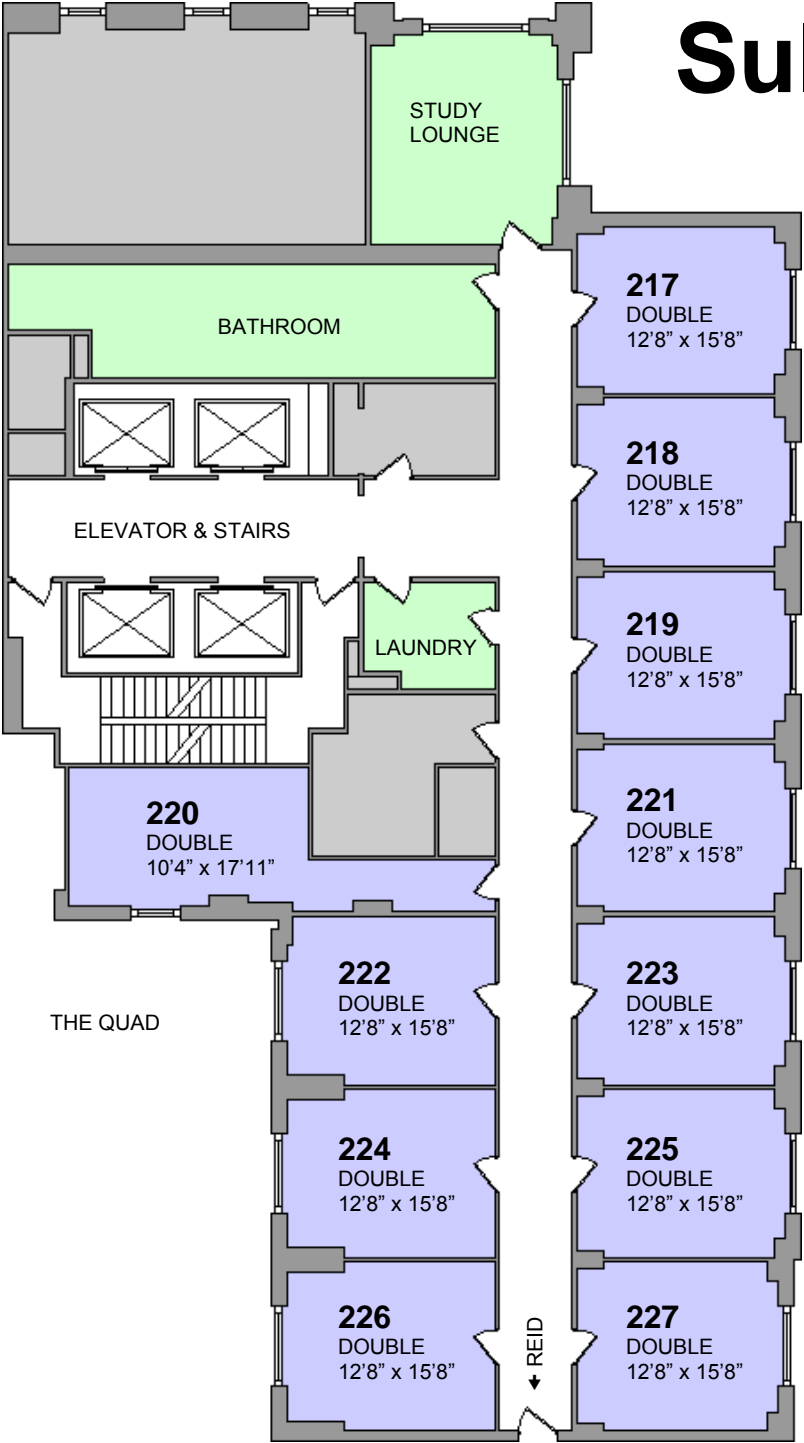 STUDY
LOUNGE
217
DOUBLE
12’8” x 15’8”
BATHROOM
218
DOUBLE
12’8” x 15’8”
ELEVATOR & STAIRS
219
DOUBLE
12’8” x 15’8”
LAUNDRY
220
DOUBLE
10’4” x 17’11”
221
DOUBLE
12’8” x 15’8”
222
DOUBLE
12’8” x 15’8”
223
DOUBLE
12’8” x 15’8”
THE QUAD
224
DOUBLE
12’8” x 15’8”
225
DOUBLE
12’8” x 15’8”
226
DOUBLE
12’8” x 15’8”
REID
227
DOUBLE
12’8” x 15’8”